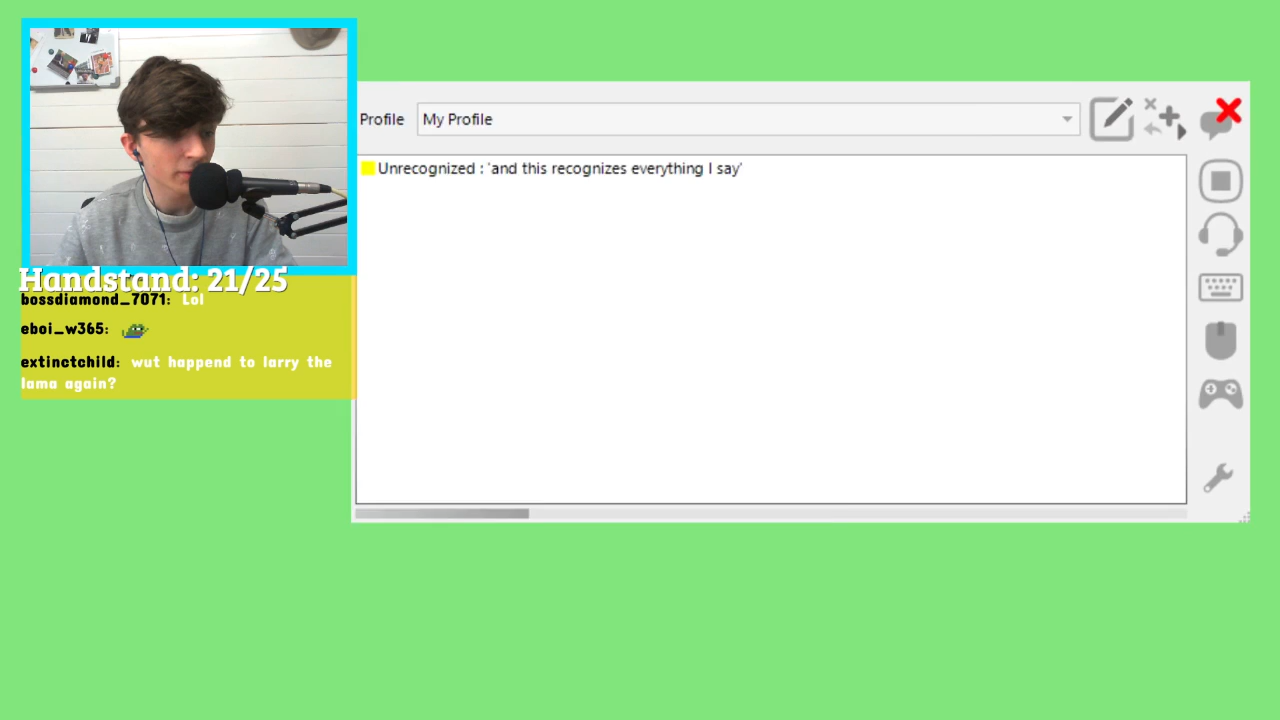 Profile
My Profile
Unrecognized : 'and this recognizes everything I say'
Handstand: 21/25
bossdiamond_7071: Lol
eboi_w365:
extinctchild: wut happend to larry the
lama again?